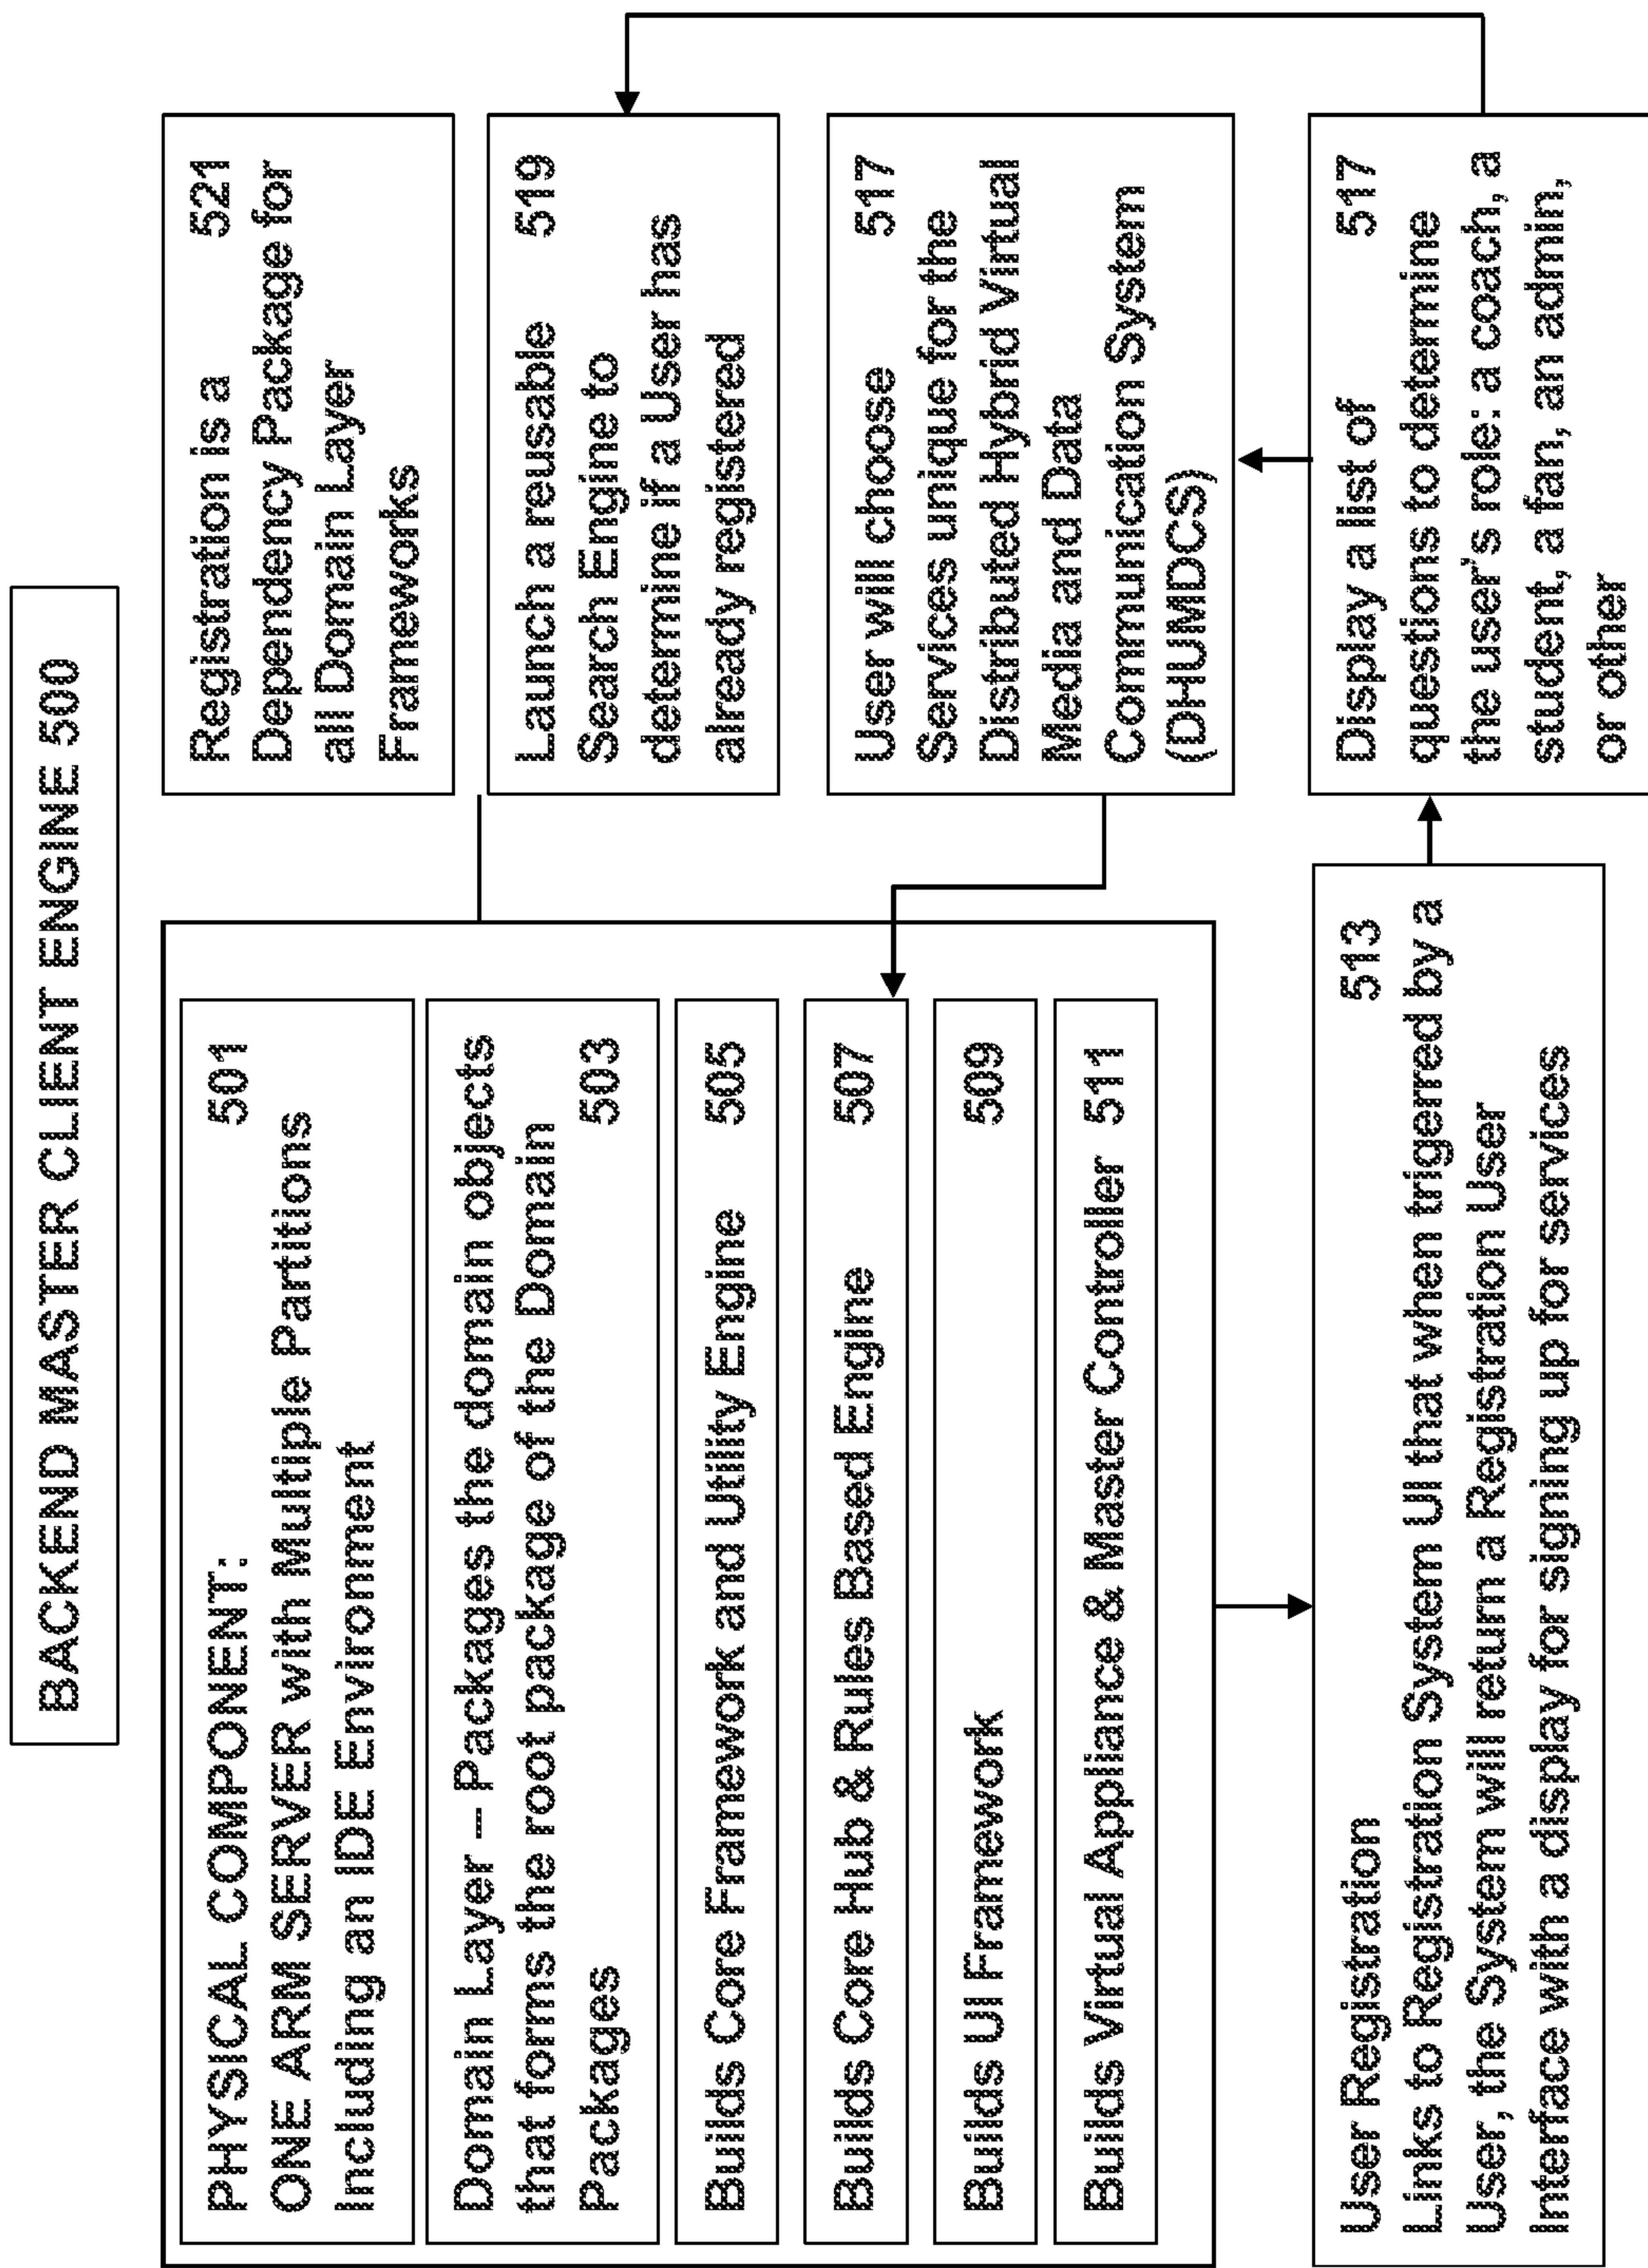 BACKEND MASTER CLIENT ENGINE 500
PHYSICAL COMPONENT: 501
ONE ARM SERVER with Multiple Partitions
Including an IDE Environment
Domain Layer – Packages the domain objects
that forms the root package of the Domain
Packages 503
Builds Core Framework and Utility Engine 505
Builds Core Hub & Rules Based Engine 507
Builds UI Framework 509
Builds Virtual Appliance & Master Controller 511
User Registration 513
Links to Registration System UI that when trigerred by a
User, the System will return a Registration User
Interface with a display for signing up for services
Registration is a 521
Dependency Package for
all Domain Layer
Frameworks
Launch a reusable 519
Search Engine to
determine if a User has
already registered
User will choose 517
Services unique for the
Distributed Hybrid Virtual
Media and Data
Communication System
(DHUMDCS)
Display a list of 517
questions to determine
the user's role: a coach, a
student, a fan, an admin,
or other